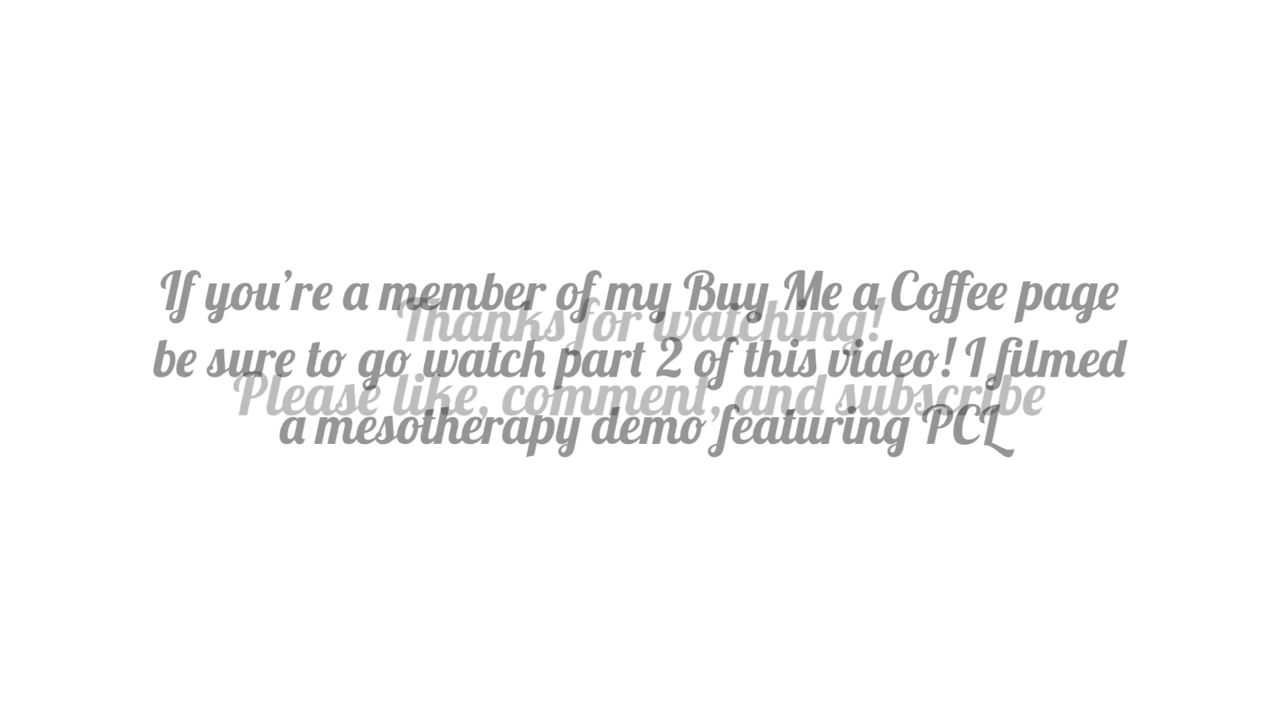 If you're a member of my Buy Me a Coffee page
be sure to go watch part 2 of this video! I filmed
a mesotherapy demo featuring PCL
Thanks for watching!
Please like, comment, and subscribe